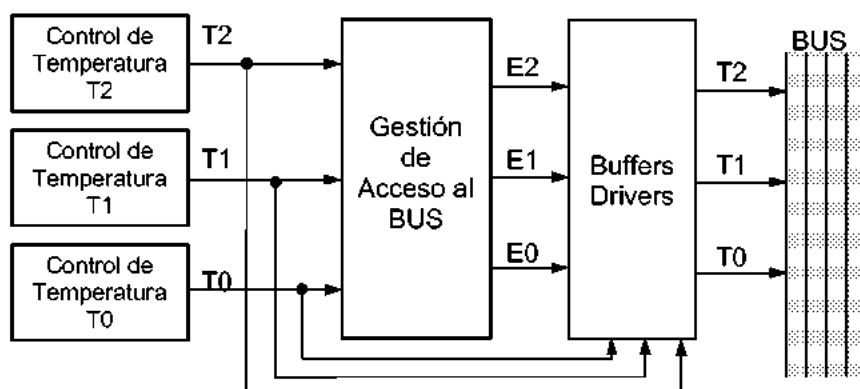 Control de
Temperatura
T2
T2
Control de
Temperatura
T1
T1
Control de
Temperatura
T0
T0
Gestión
de
Acceso al
BUS
E2
E1
E0
Buffers
Drivers
T2
T1
T0
BUS